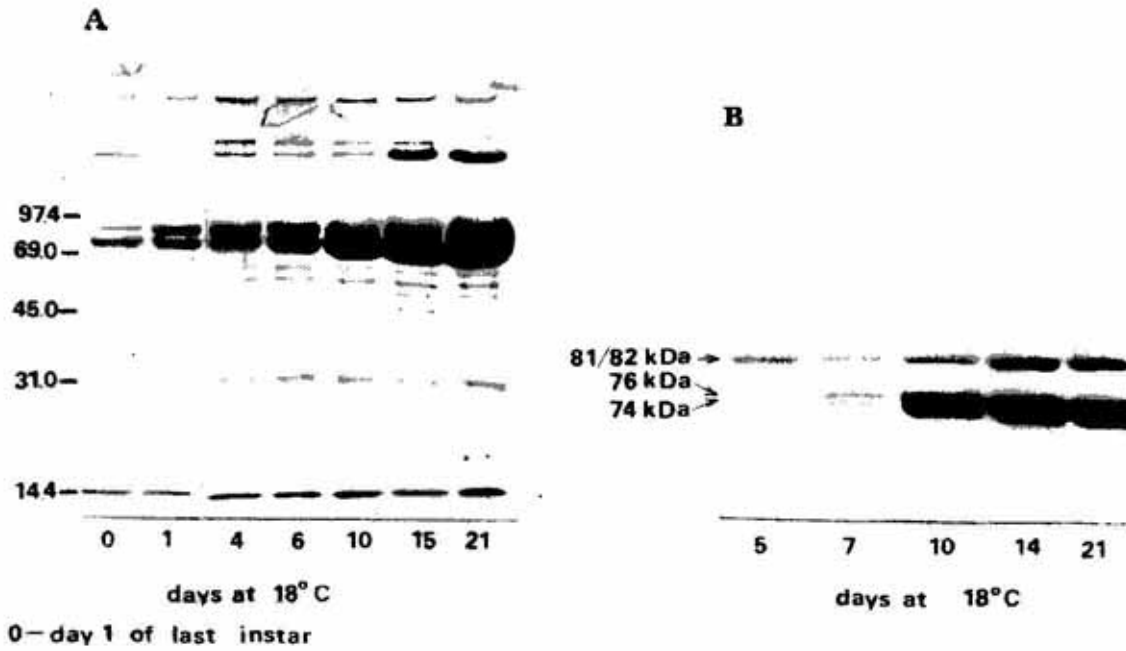 A
97.4
69.0
45.0
31.0
14.4
0 1 4 6 10 15 21
days at 18°C
0-day 1 of last instar
B
81/82 kDa
76 kDa
74 kDa
5 7 10 14 21
days at 18°C